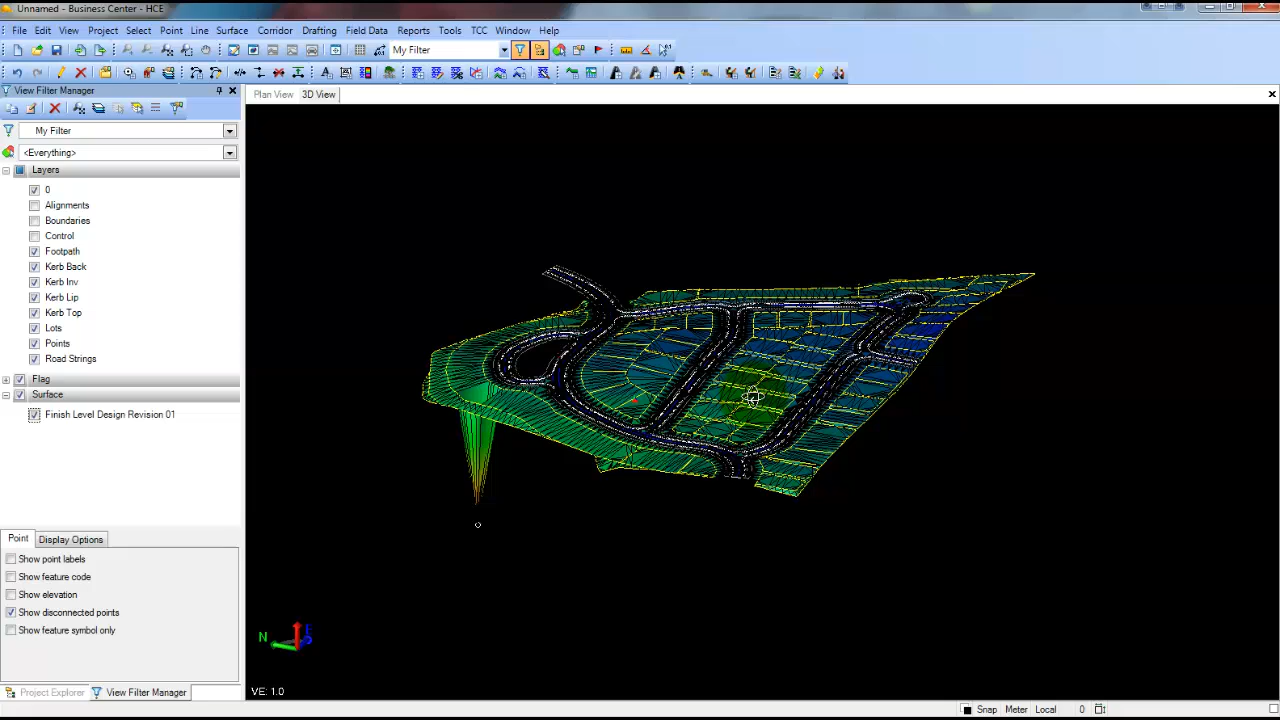 Unnamed - Business Center - HCE
File Edit View Project Select Point Line Surface Corridor Drafting Field Data Reports Tools TCC Window Help
My Filter
View Filter Manager
Plan View 3D View
My Filter
<Everything>
Layers
0
Alignments
Boundaries
Control
Footpath
Kerb Back
Kerb Inv
Kerb Lip
Kerb Top
Lots
Points
Road Strings
Flag
Surface
Finish Level Design Revision 01
Point Display Options
Show point labels
Show feature code
Show elevation
Show disconnected points
Show feature symbol only
N E
VE: 1.0
Project Explorer View Filter Manager
Snap Meter Local 0